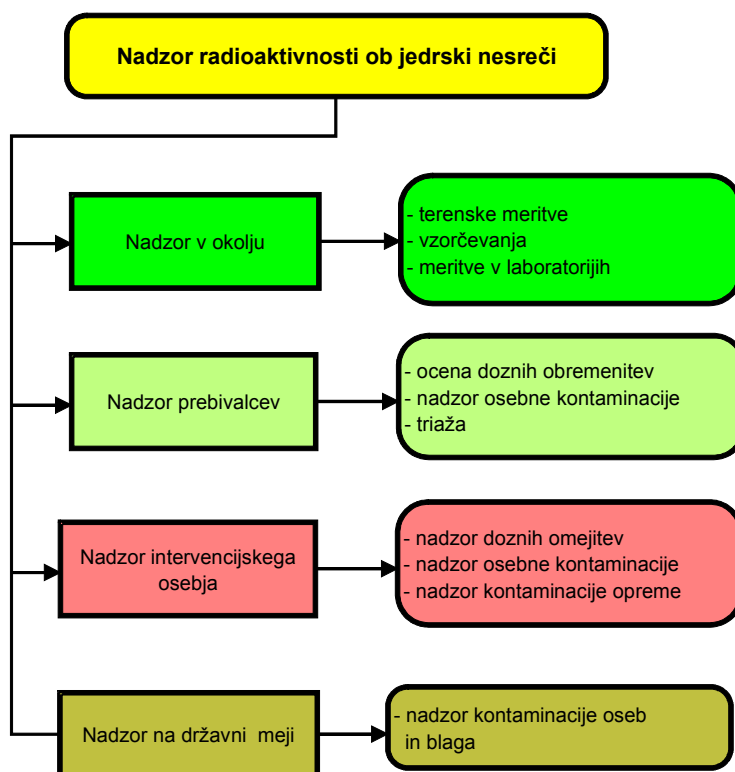 Nadzor radioaktivnosti ob jedrski nesreči
Nadzor v okolju
- terenske meritve
- vzorčevanja
- meritve v laboratorijih
Nadzor prebivalcev
- ocena doznih obremenitev
- nadzor osebne kontaminacije
- triaža
Nadzor intervencijskega
osebja
- nadzor doznih omejitev
- nadzor osebne kontaminacije
- nadzor kontaminacije opreme
Nadzor na državni meji
- nadzor kontaminacije oseb
in blaga